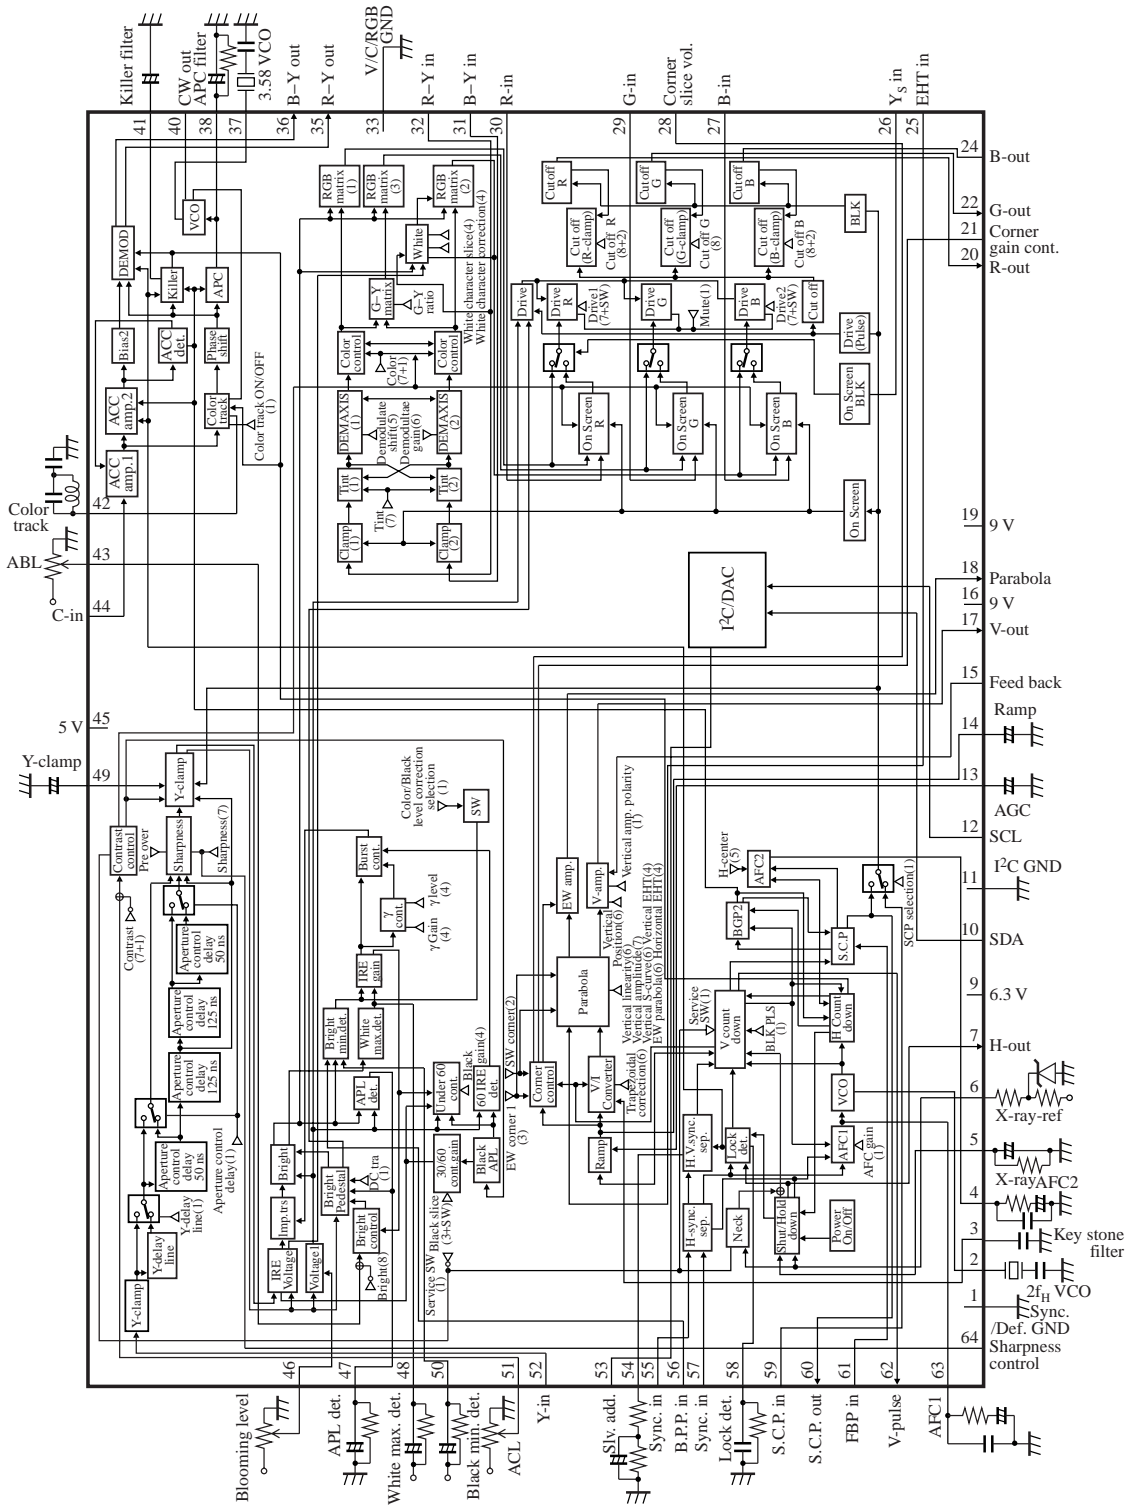 Killer filter
CW out
APC filter
3.58 VCO
B–Y out
R–Y out
V/C/RGB
GND
R–Y in
B–Y in
R-in
G-in
Corner
slice vol.
B-in
YS in
EHT in
41
40
38
37
36
35
33
32
31
30
29
28
27
26
25
24
B-out
22
G-out
21
Corner
gain cont.
20
R-out
19
9 V
18
Parabola
16
9 V
17
V-out
15
Feed back
14
Ramp
13
AGC
12
SCL
I²C GND
11
10
SDA
9
6.3 V
7
H-out
6
X-ray-ref
5
X-ray
AFC2
4
3
Key stone
filter
2
2fH VCO
1
Sync.
/Def. GND
64
Sharpness
control
Color
track
42
ABL
43
C-in
44
5 V
45
Y-clamp
49
46
47
48
50
51
52
53
54
55
56
57
58
59
60
61
62
63
Blooming level
APL det.
White max. det.
Black min. det.
ACL
Y-in
Slv. add.
Sync. in
B.P.P. in
Sync. in
Lock det.
S.C.P. in
S.C.P. out
FBP in
V-pulse
AFC1
DEMOD
VCO
Killer
APC
Bias2
ACC
det.
Phase
shift
ACC
amp.2
Color
track
Color track ON/OFF
(1)
ACC
amp.1
RGB
matrix
(1)
RGB
matrix
(3)
RGB
matrix
(2)
White
White character slice(4)
White character correction(4)
G–Y
matrix
G–Y
ratio
Color
control
Color
(7+1)
Color
control
DEMAXIS
(1)
Demodulate
shift(5)
Demodultae
gain(6)
DEMAXIS
(2)
Tint
(1)
Tint
(2)
Tint
(7)
Clamp
(1)
Clamp
(2)
Cut off
R
Cut off
G
Cut off
B
Cut off
(R-clamp)
Cut off R
(8+2)
Cut off
(G-clamp)
Cut off G
(8)
Cut off
(B-clamp)
Cut off B
(8+2)
BLK
Drive
Drive
R
Drive1
(7+SW)
Drive
G
Mute(1)
Drive
B
Drive2
(7+SW)
Cut off
Drive
(Pulse)
On Screen
BLK
On Screen
R
On Screen
G
On Screen
B
On Screen
I²C/DAC
Contrast
control
Contrast
(7+1)
Pre over
Y-clamp
Sharpness
Sharpness(7)
Aperture
control
delay
50 ns
Aperture
control
delay
125 ns
Aperture
control
delay
125 ns
Aperture
control
delay
50 ns
Aperture control
delay(1)
Y-delay
line(1)
Y-delay
line
Y-clamp
Color/Black
level correction
selection
(1)
SW
Burst
cont.
γ
cont.
γ level
(4)
γ Gain
(4)
IRE
gain
Bright
min.det.
White
max.det.
APL
det.
Under 60
cont.
Black
60 IRE gain(4)
det.
30/60
cont.gain
Black
APL
Bright
Imp.trs
Bright
Pedestal
DC tra
(1)
Bright
control
Bright(8)
IRE
Voltage
Voltage1
Service SW
(1)
Black slice
(3+SW)
SW corner(2)
EW corner 1
(3)
Corner
control
EW amp.
V-amp.
Vertical amp. polarity
(1)
Parabola
Vertical
Position(6)
Vertical linearity(6)
Vertical amplitude(7)
Vertical S-curve(6) Vertical EHT(4)
EW parabola(6) Horizontal EHT(4)
V/I
Converter
Trapezoidal
correction(6)
Ramp
H-center
(5)
AFC2
BGP2
S.C.P
SCP selection(1)
Service
SW(1)
V count
down
BLK PLS
(1)
H Count
down
VCO
AFC1
AFC gain
(1)
H.V.sync.
sep.
Lock
det.
H-sync.
sep.
Neck
Shut/Hold
down
Power
On/Off